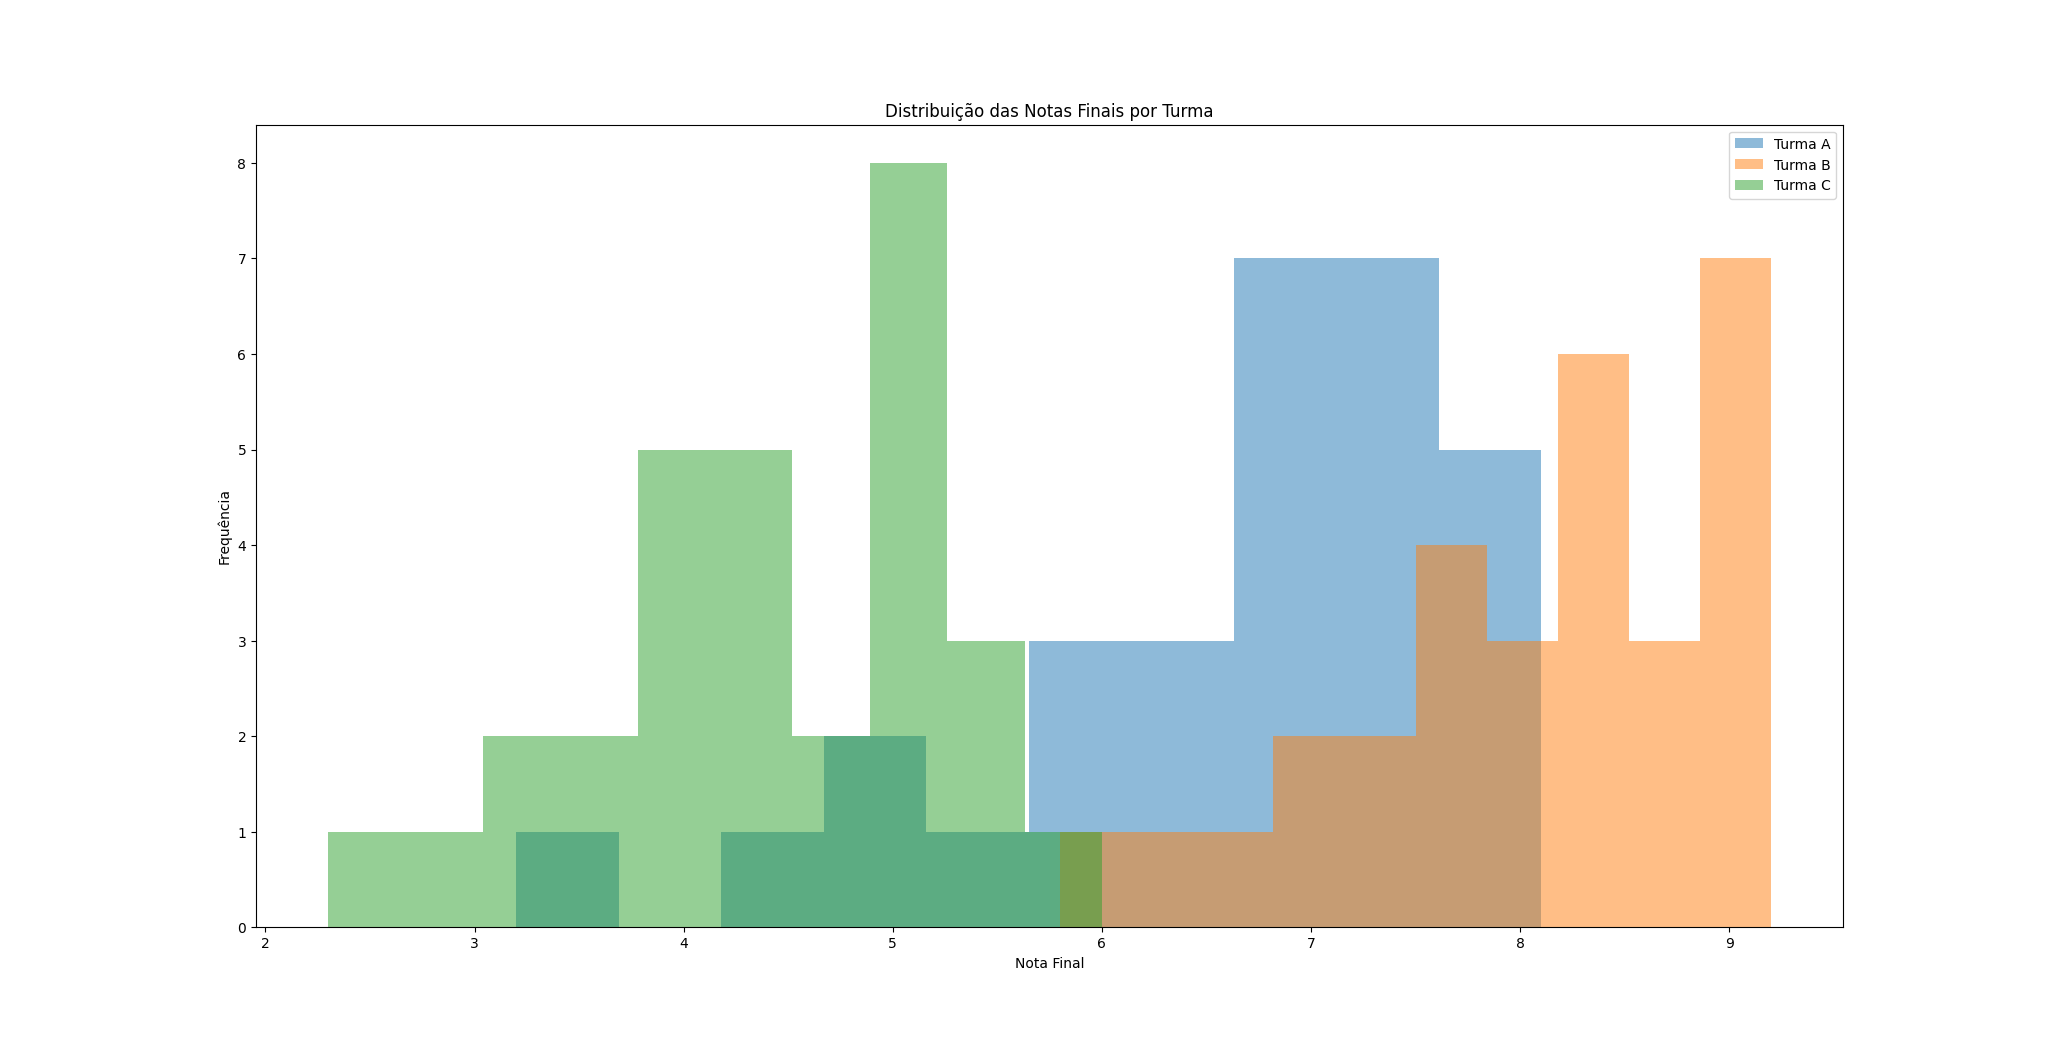 Distribuição das Notas Finais por Turma
Turma A
Turma B
Turma C
8
7
6
5
4
3
2
1
0
Frequência
2 3 4 5 6 7 8 9
Nota Final